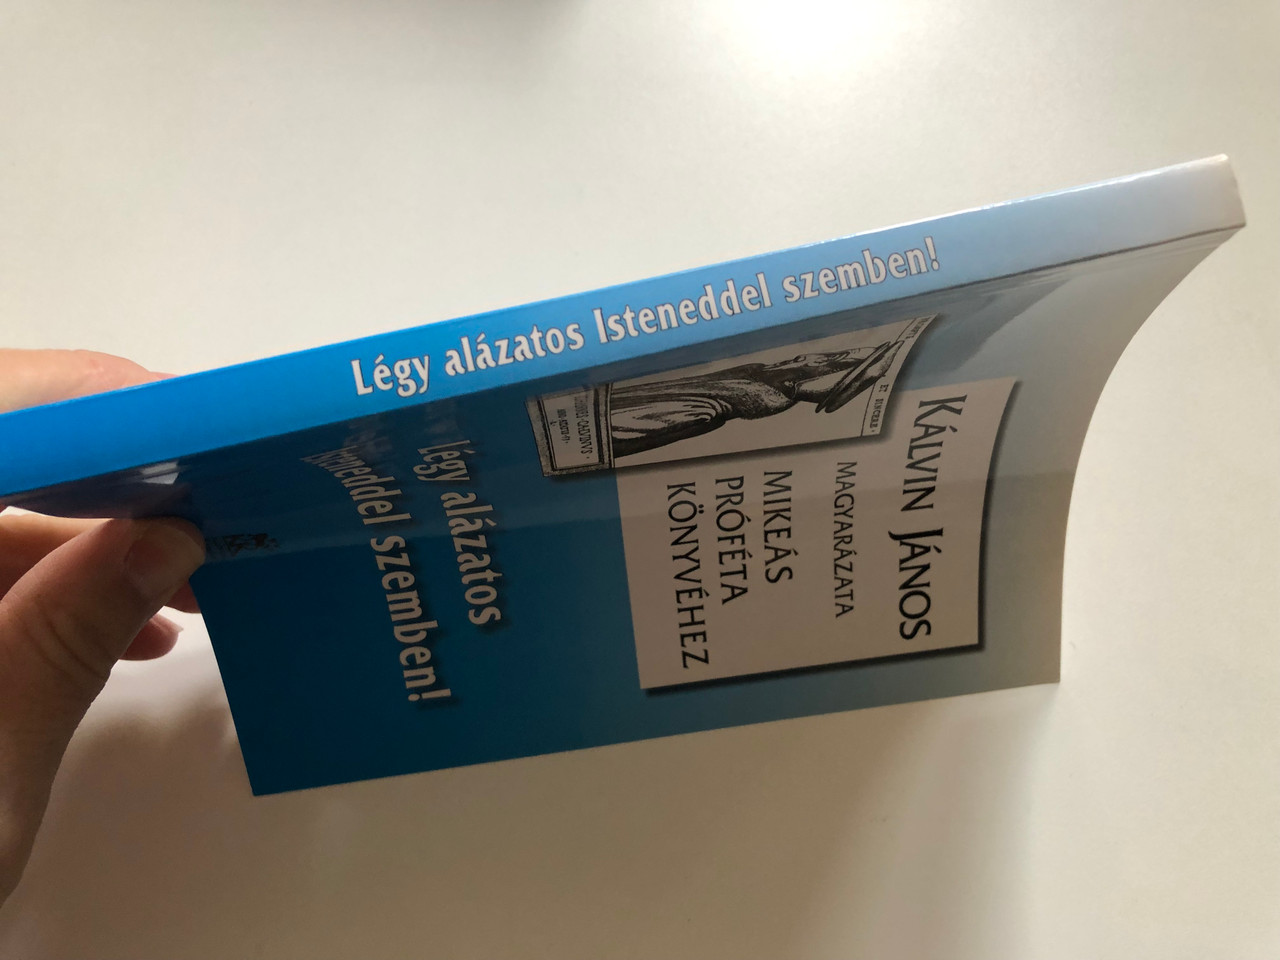 Légy alázatos Isteneddel szemben!
KÁLVIN JÁNOS
MAGYARÁZATA
MIKEÁS
PRÓFÉTA
KÖNYVÉHEZ
légy alázatos
Isteneddel szemben!